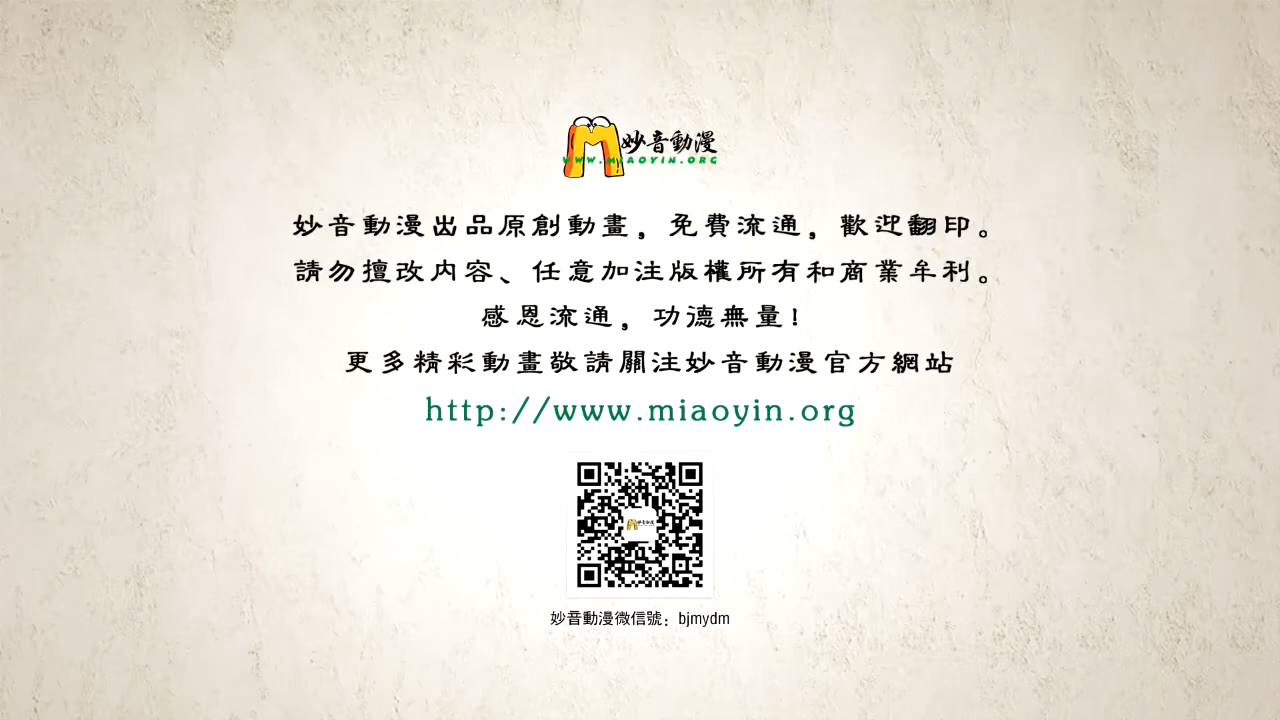 妙音動漫
WWW.MIAOYIN.ORG
妙音動漫出品原創動畫，免費流通，歡迎翻印。
請勿擅改內容、任意加注版權所有和商業牟利。
感恩流通，功德無量！
更多精彩動畫敬請關注妙音動漫官方網站
http://www.miaoyin.org
妙音動漫
妙音動漫微信號：bjmydm